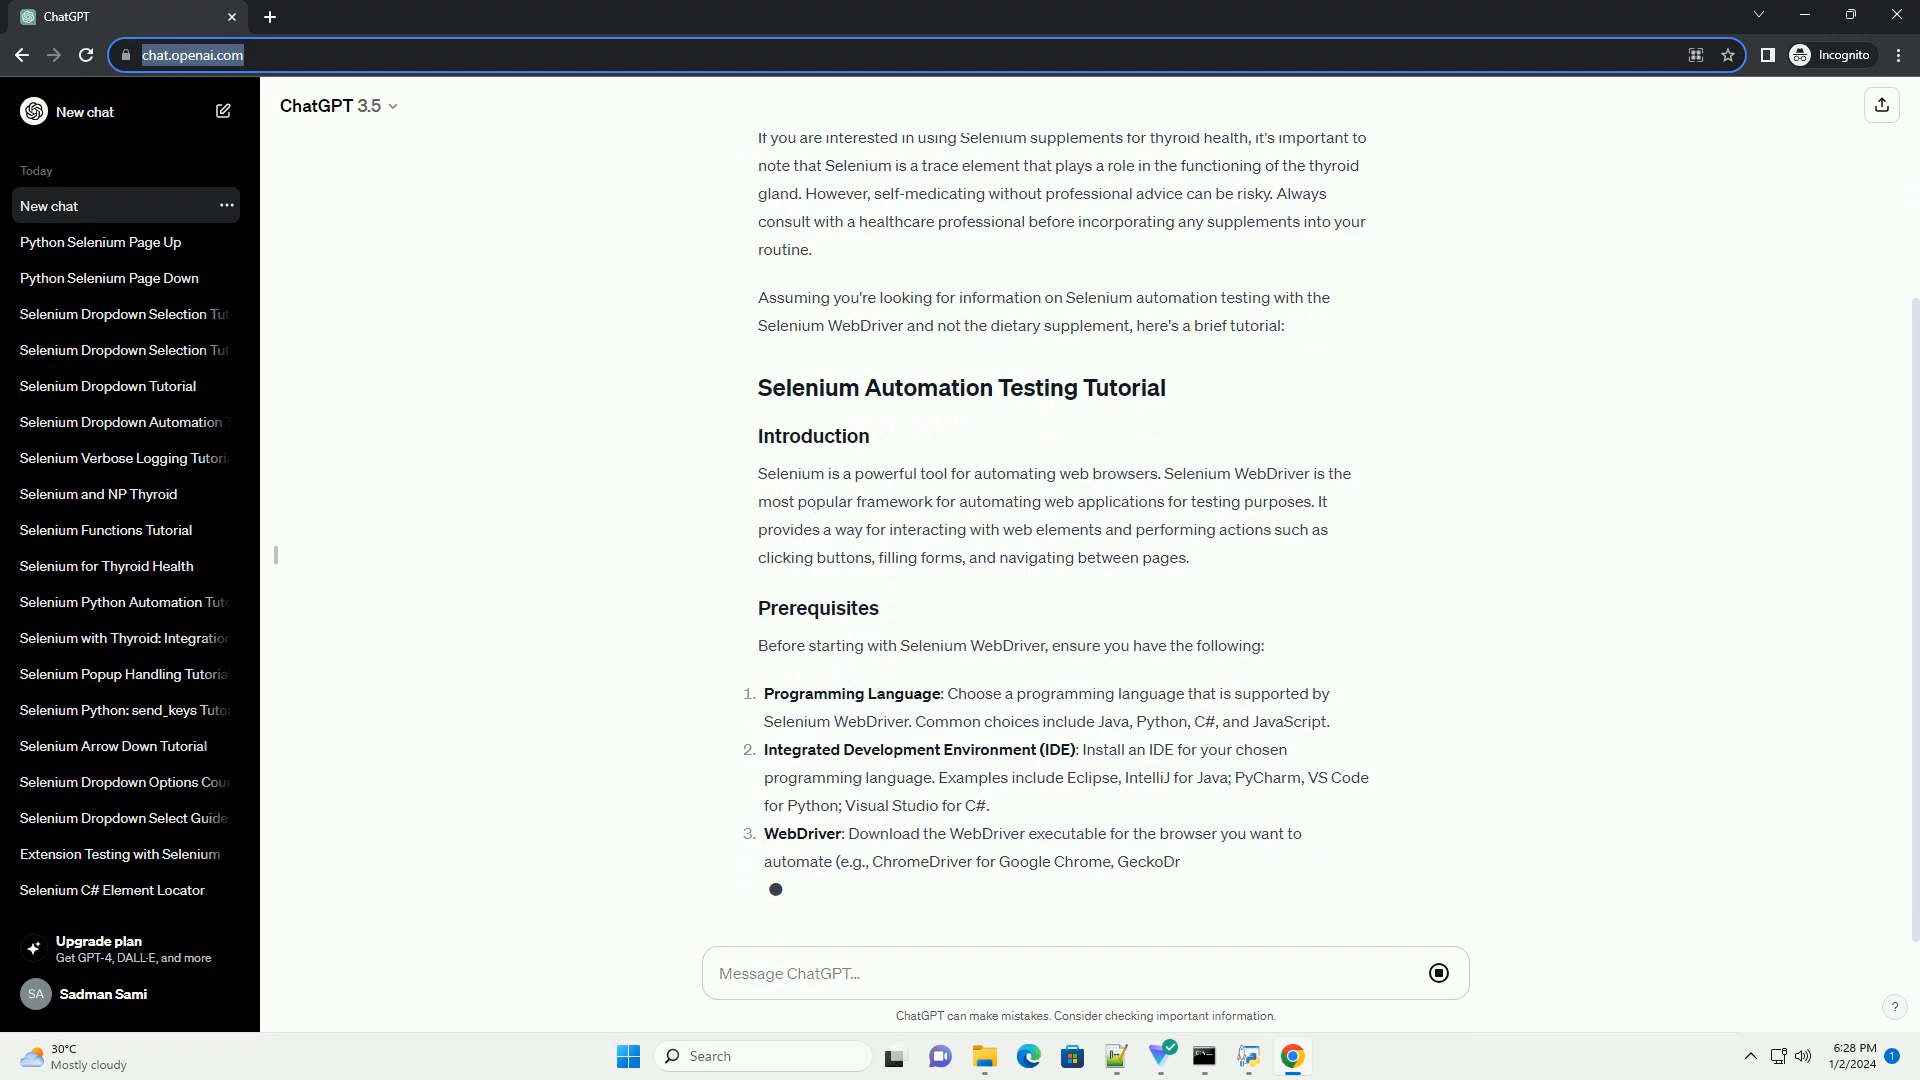 ChatGPT
chat.openai.com
Incognito
New chat
Today
New chat
Python Selenium Page Up
Python Selenium Page Down
Selenium Dropdown Selection Tut
Selenium Dropdown Selection Tut
Selenium Dropdown Tutorial
Selenium Dropdown Automation T
Selenium Verbose Logging Tutoria
Selenium and NP Thyroid
Selenium Functions Tutorial
Selenium for Thyroid Health
Selenium Python Automation Tuto
Selenium with Thyroid: Integration
Selenium Popup Handling Tutorial
Selenium Python: send_keys Tutor
Selenium Arrow Down Tutorial
Selenium Dropdown Options Coun
Selenium Dropdown Select Guide
Extension Testing with Selenium
Selenium C# Element Locator
Upgrade plan
Get GPT-4, DALL·E, and more
SA
Sadman Sami
ChatGPT 3.5
If you are interested in using Selenium supplements for thyroid health, it's important to
note that Selenium is a trace element that plays a role in the functioning of the thyroid
gland. However, self-medicating without professional advice can be risky. Always
consult with a healthcare professional before incorporating any supplements into your
routine.
Assuming you're looking for information on Selenium automation testing with the
Selenium WebDriver and not the dietary supplement, here's a brief tutorial:
Selenium Automation Testing Tutorial
Introduction
Selenium is a powerful tool for automating web browsers. Selenium WebDriver is the
most popular framework for automating web applications for testing purposes. It
provides a way for interacting with web elements and performing actions such as
clicking buttons, filling forms, and navigating between pages.
Prerequisites
Before starting with Selenium WebDriver, ensure you have the following:
1. Programming Language: Choose a programming language that is supported by
Selenium WebDriver. Common choices include Java, Python, C#, and JavaScript.
2. Integrated Development Environment (IDE): Install an IDE for your chosen
programming language. Examples include Eclipse, IntelliJ for Java; PyCharm, VS Code
for Python; Visual Studio for C#.
3. WebDriver: Download the WebDriver executable for the browser you want to
automate (e.g., ChromeDriver for Google Chrome, GeckoDr
Message ChatGPT...
ChatGPT can make mistakes. Consider checking important information.
?
30°C
Mostly cloudy
Search
6:28 PM
1/2/2024
1